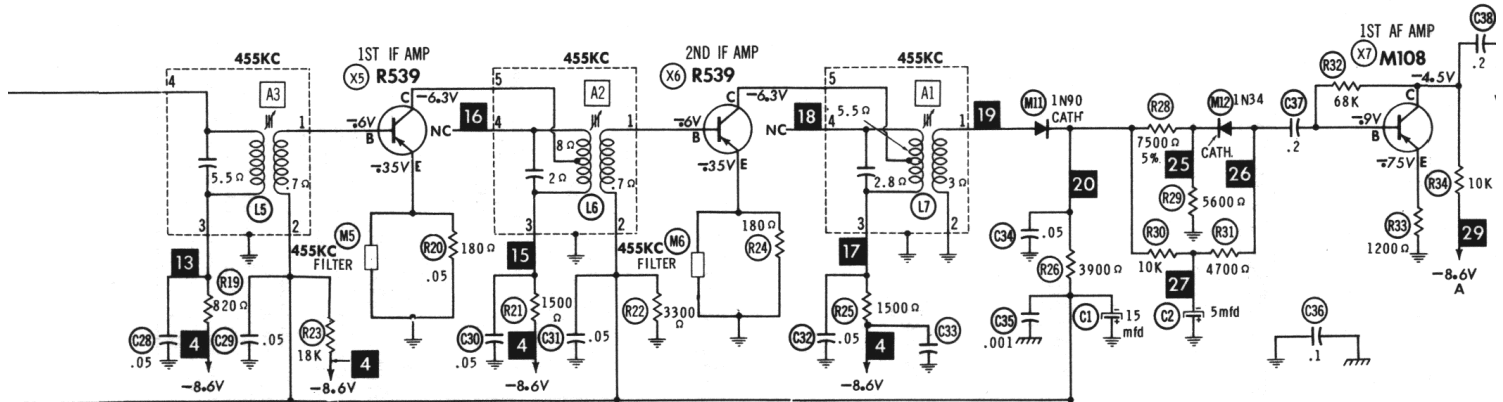 455KC
4
A3
1
5.5Ω
.7Ω
L5
3
2
13
R19
820Ω
C28
.05
4
-8.6V
C29
.05
R23
18K
4
-8.6V
1ST IF AMP
X5 R539
C
-6.3V
-.6V
B
-.35V E
455KC
FILTER
M5
R20
180Ω
.05
455KC
5
16
NC
4
A2
1
8Ω
2Ω
.7Ω
L6
3
2
15
R21
1500
Ω
C30
.05
4
-8.6V
C31
.05
R22
3300
Ω
2ND IF AMP
X6 R539
C
-6.3V
-.6V
B
-.35V E
455KC
FILTER
M6
180Ω
R24
455KC
5
18
NC
4
5.5Ω
A1
1
2.8Ω
3Ω
L7
3
2
17
R25
1500Ω
C32
.05
4
-8.6V
C33
19
M11 1N90
CATH.
20
C34
.05
R26
3900Ω
C35
.001
C1
15
mfd
R28
7500Ω
5%.
M12 1N34
CATH.
25
26
R29
5600Ω
R30
10K
R31
4700Ω
27
C2
5mfd
C37
.2
C36
.1
1ST AF AMP
X7 M108
R32
68K
-4.5V
C
-.9V
B
-.75V E
R33
1200Ω
C38
.2
R34
10K
29
-8.6V
A